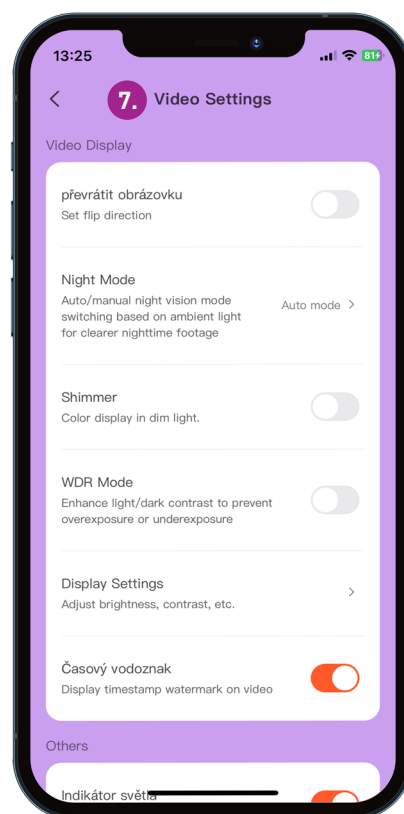 13:25
81
7. Video Settings
Video Display
převrátit obrázovku
Set flip direction
Night Mode
Auto/manual night vision mode
switching based on ambient light
for clearer nighttime footage
Auto mode
Shimmer
Color display in dim light.
WDR Mode
Enhance light/dark contrast to prevent
overexposure or underexposure
Display Settings
Adjust brightness, contrast, etc.
Časový vodoznak
Display timestamp watermark on video
Others
Indikátor světla